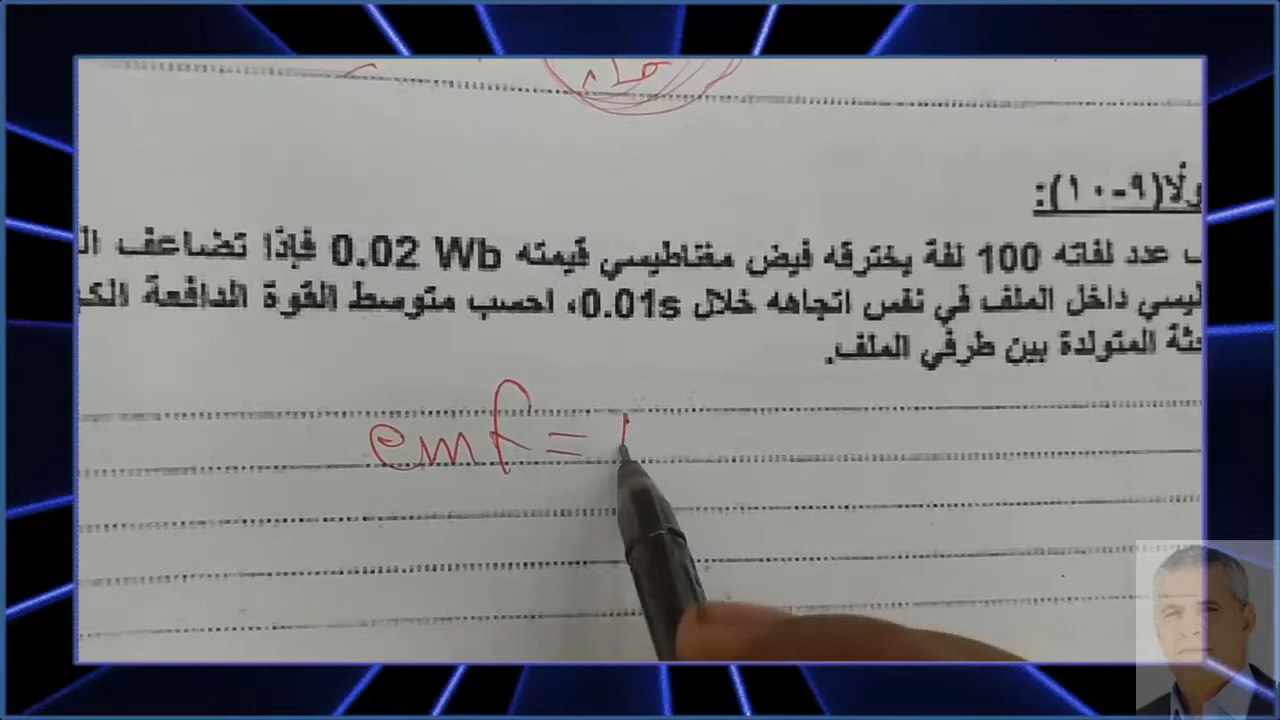 (٩-١٠):
عدد لفاته 100 لفة يخترقه فيض مغناطيسي قيمته 0.02 Wb فإذا تضاعف
داخل الملف في نفس اتجاهه خلال 0.01s، احسب متوسط القوة الدافعة
المتولدة بين طرفي الملف.
emf =